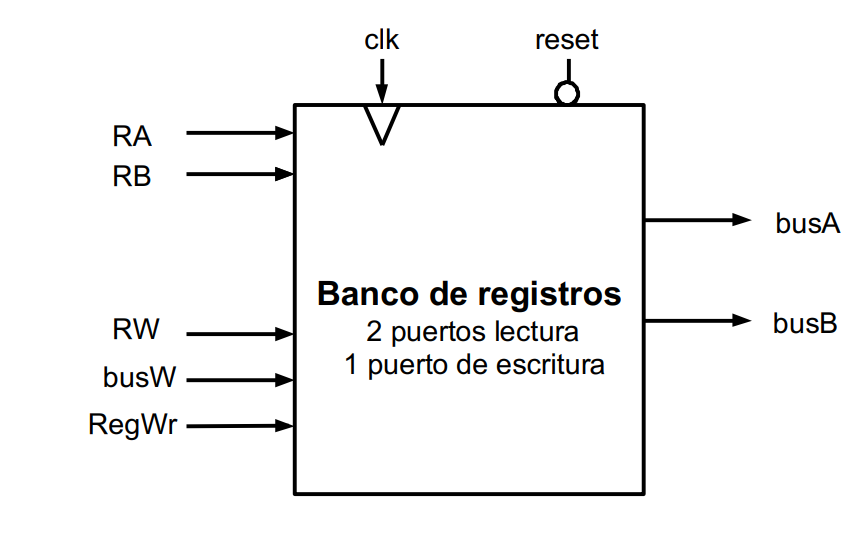 clk
reset
RA
RB
busA
Banco de registros
2 puertos lectura
1 puerto de escritura
busB
RW
busW
RegWr